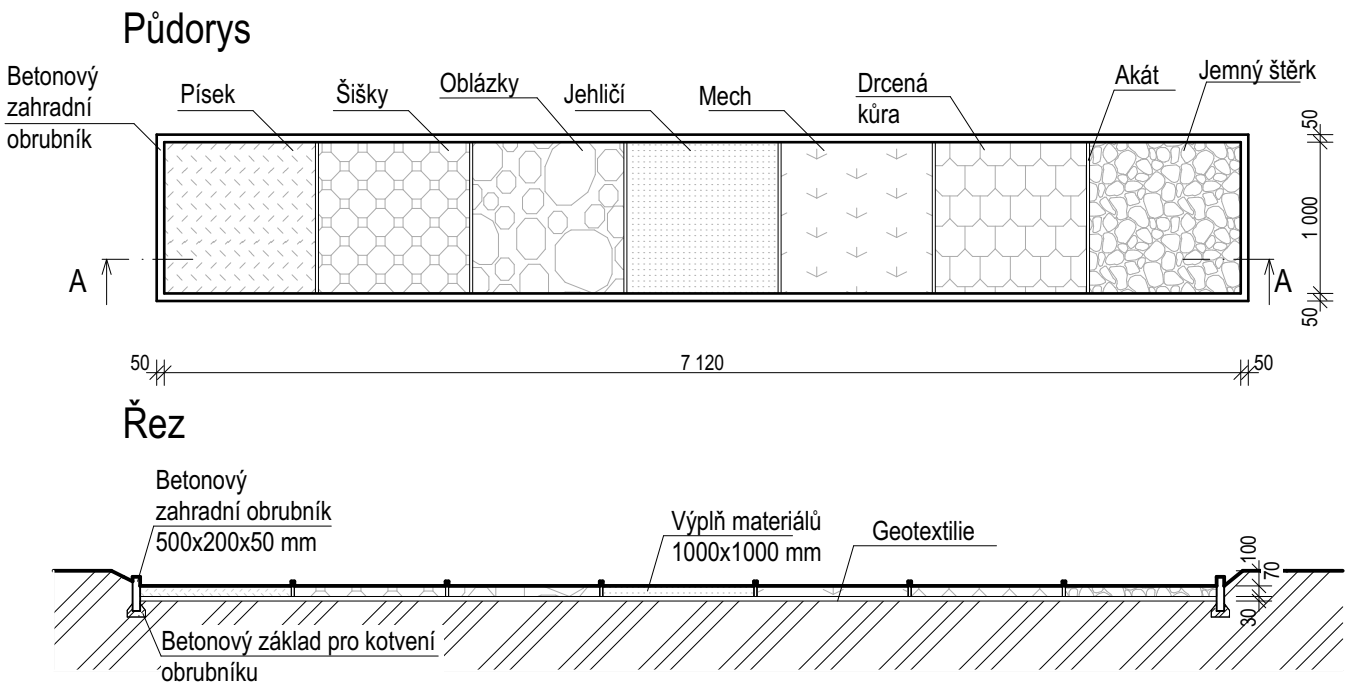 Půdorys
Betonový
zahradní
obrubník
Písek
Šišky
Oblázky
Jehličí
Mech
Drcená
kůra
Akát
Jemný štěrk
50
1 000
50
A
A
50
7 120
50
Řez
Betonový
zahradní obrubník
500x200x50 mm
Výplň materiálů
1000x1000 mm
Geotextilie
100
70
30
Betonový základ pro kotvení
obrubníku